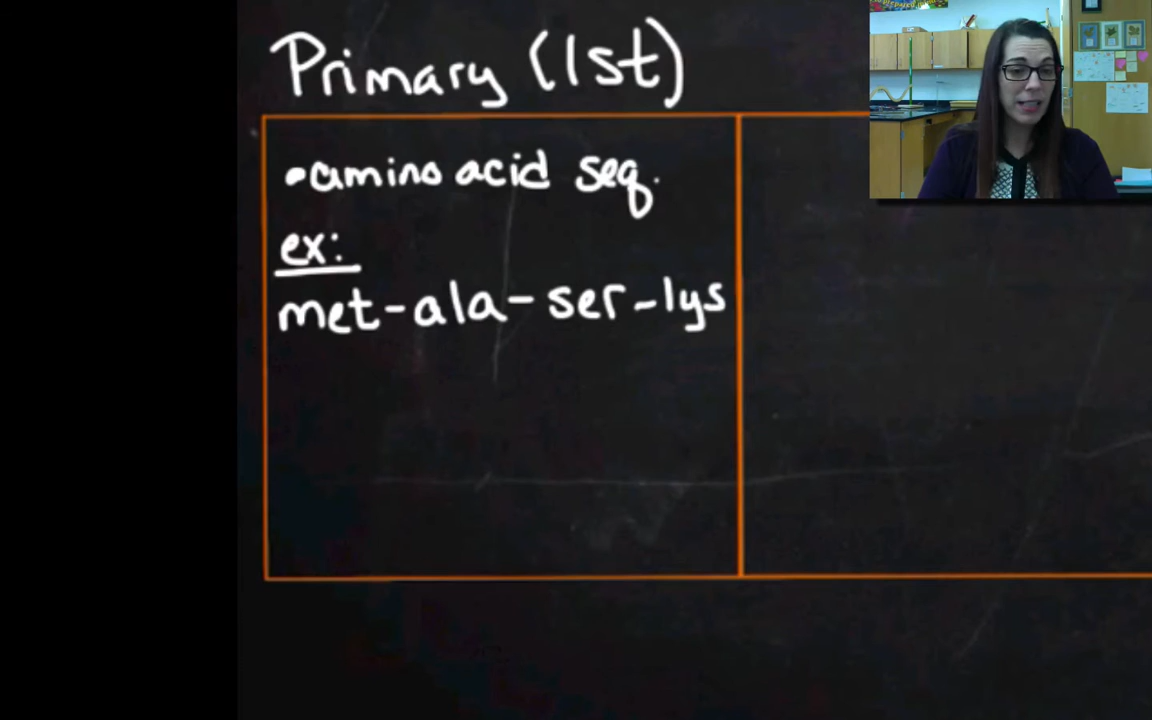 Primary (1st)
•amino acid seq.
ex:
met-ala-ser-lys